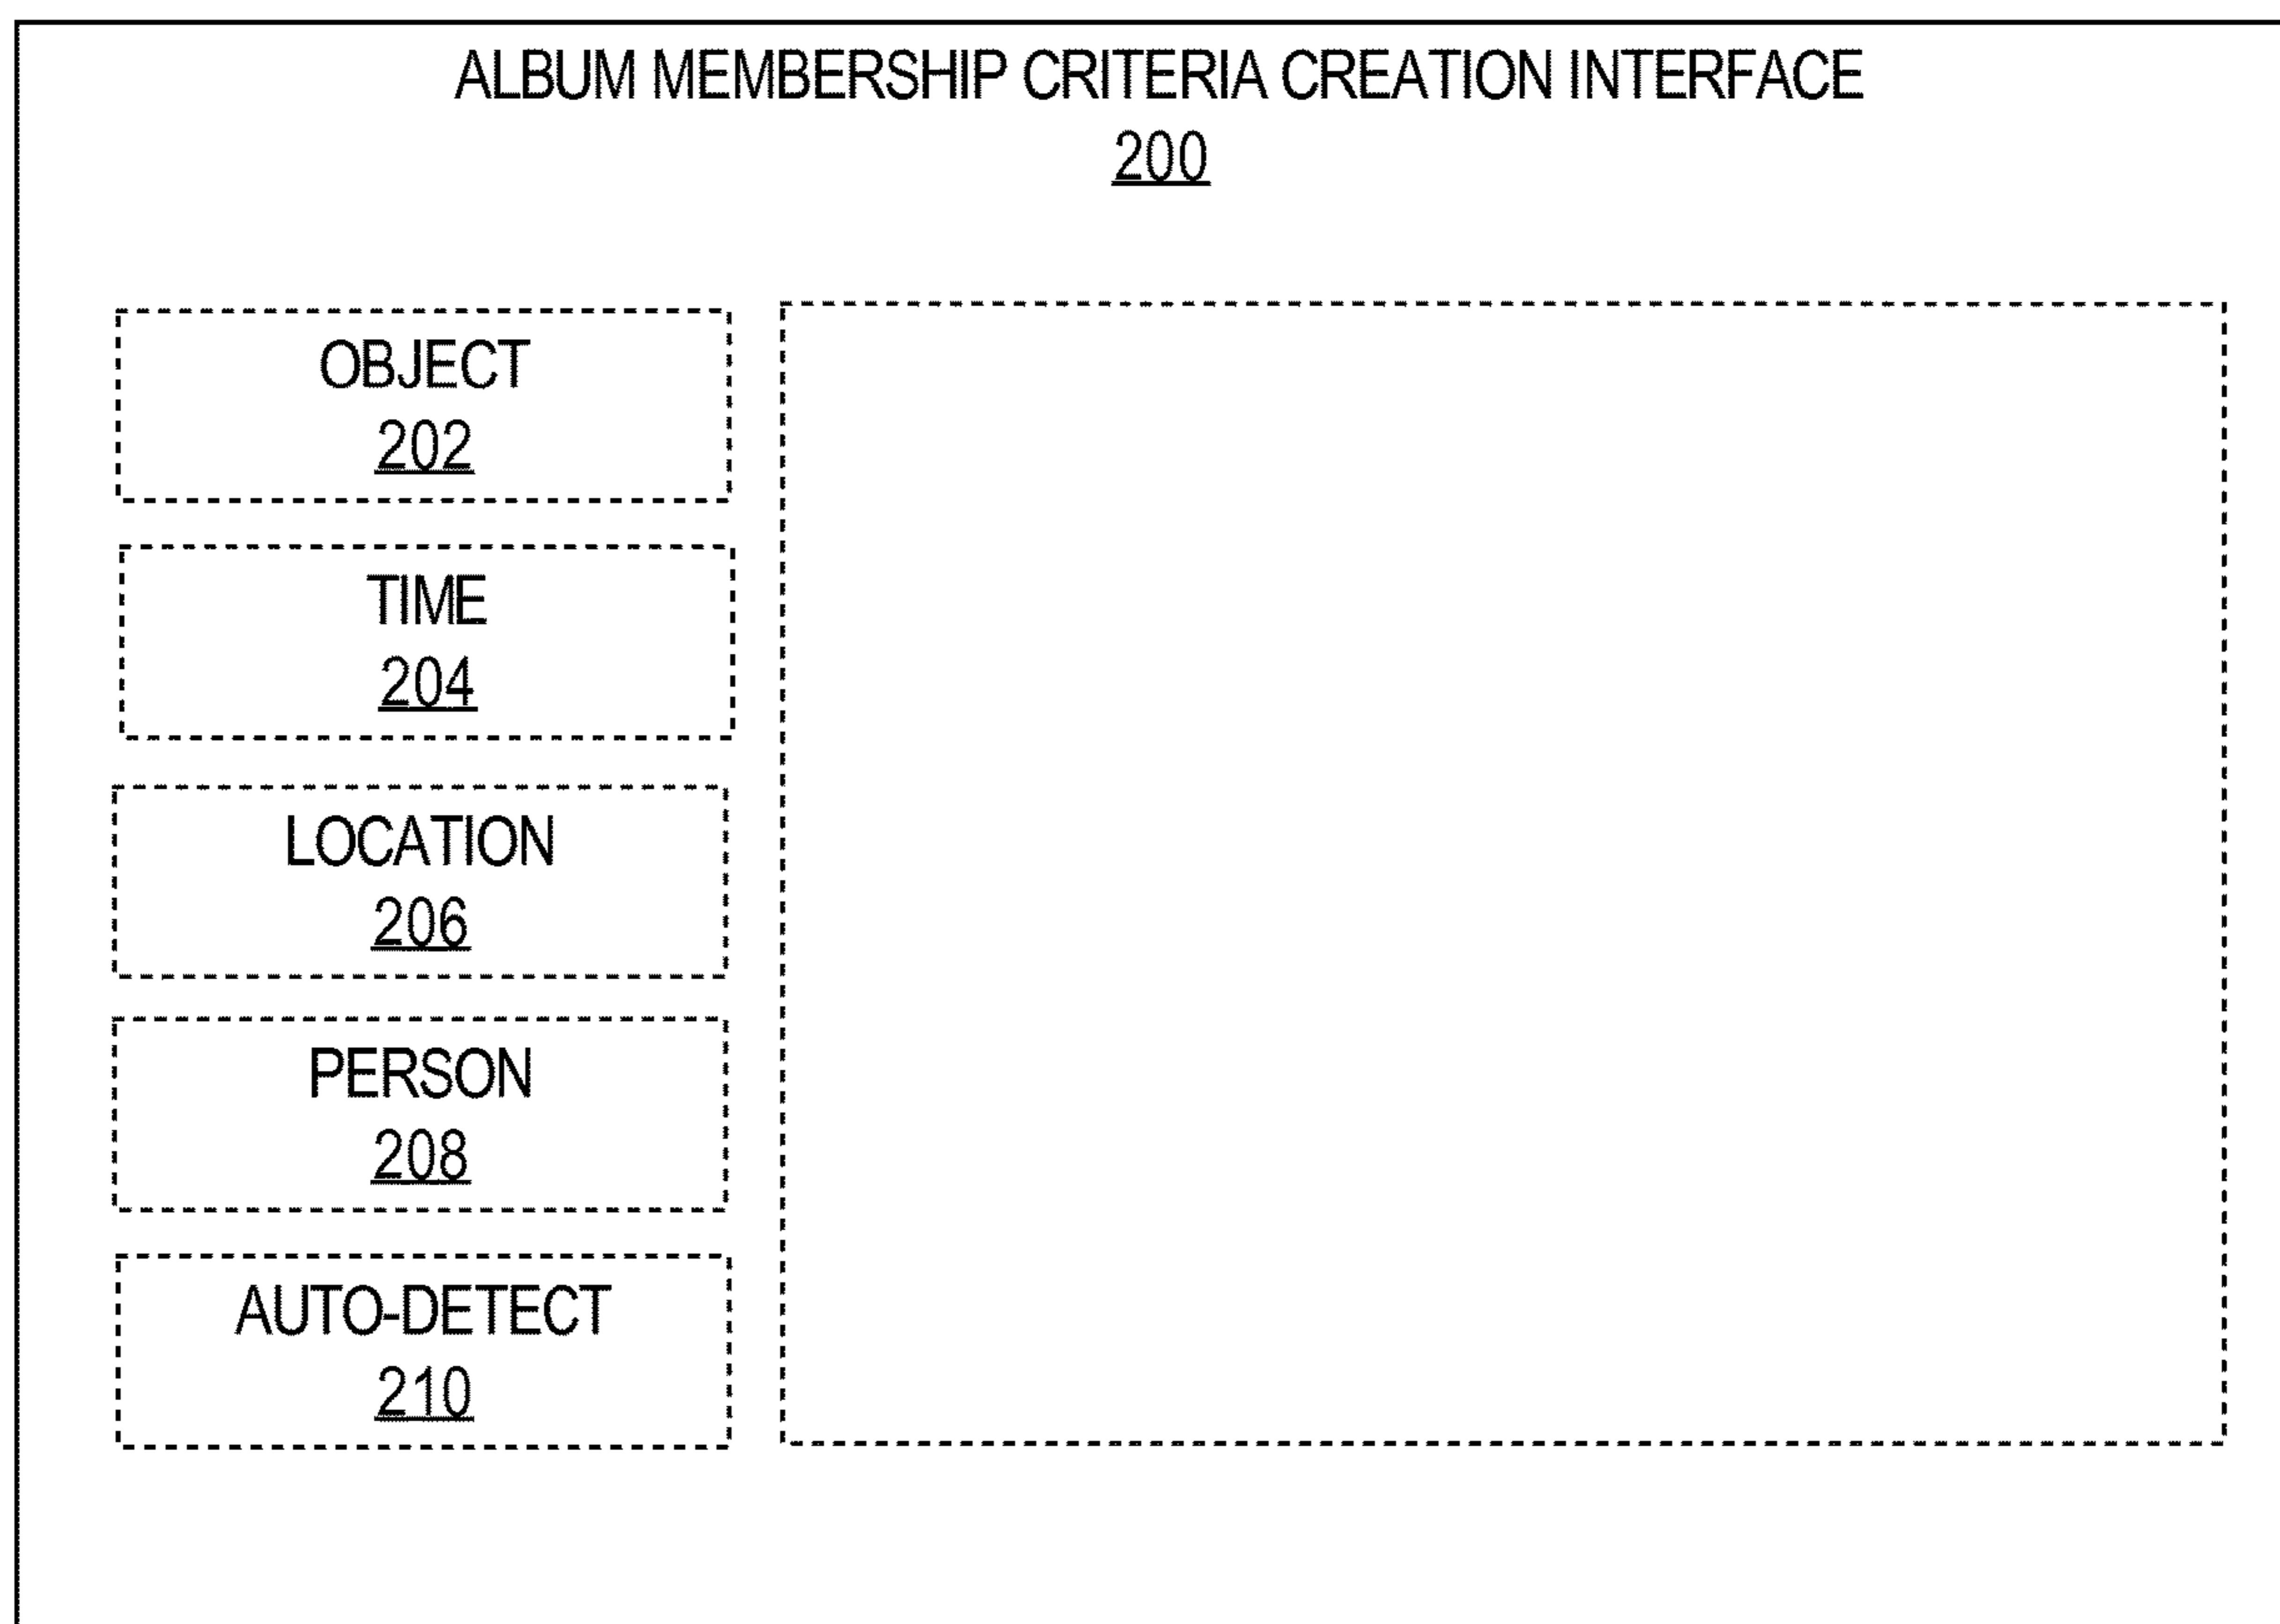 ALBUM MEMBERSHIP CRITERIA CREATION INTERFACE
200
OBJECT
202
TIME
204
LOCATION
206
PERSON
208
AUTO-DETECT
210